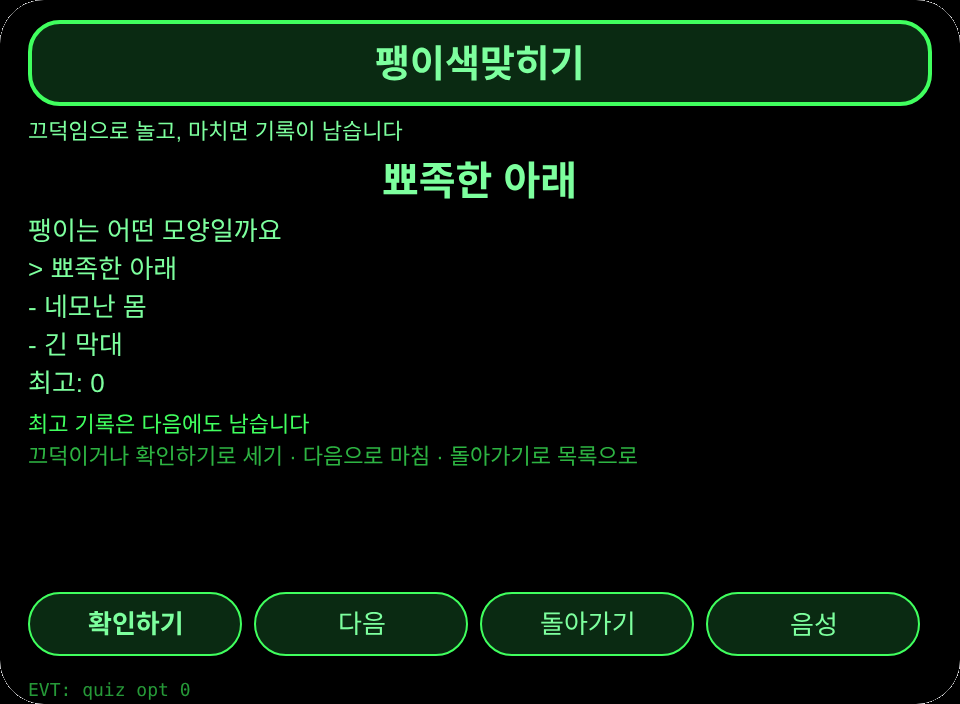 팽이색맞히기
끄덕임으로 놀고, 마치면 기록이 남습니다
뾰족한 아래
팽이는 어떤 모양일까요
> 뾰족한 아래
- 네모난 몸
- 긴 막대
최고: 0
최고 기록은 다음에도 남습니다
끄덕이거나 확인하기로 세기 · 다음으로 마침 · 돌아가기로 목록으로
확인하기 다음 돌아가기 음성
EVT: quiz opt 0